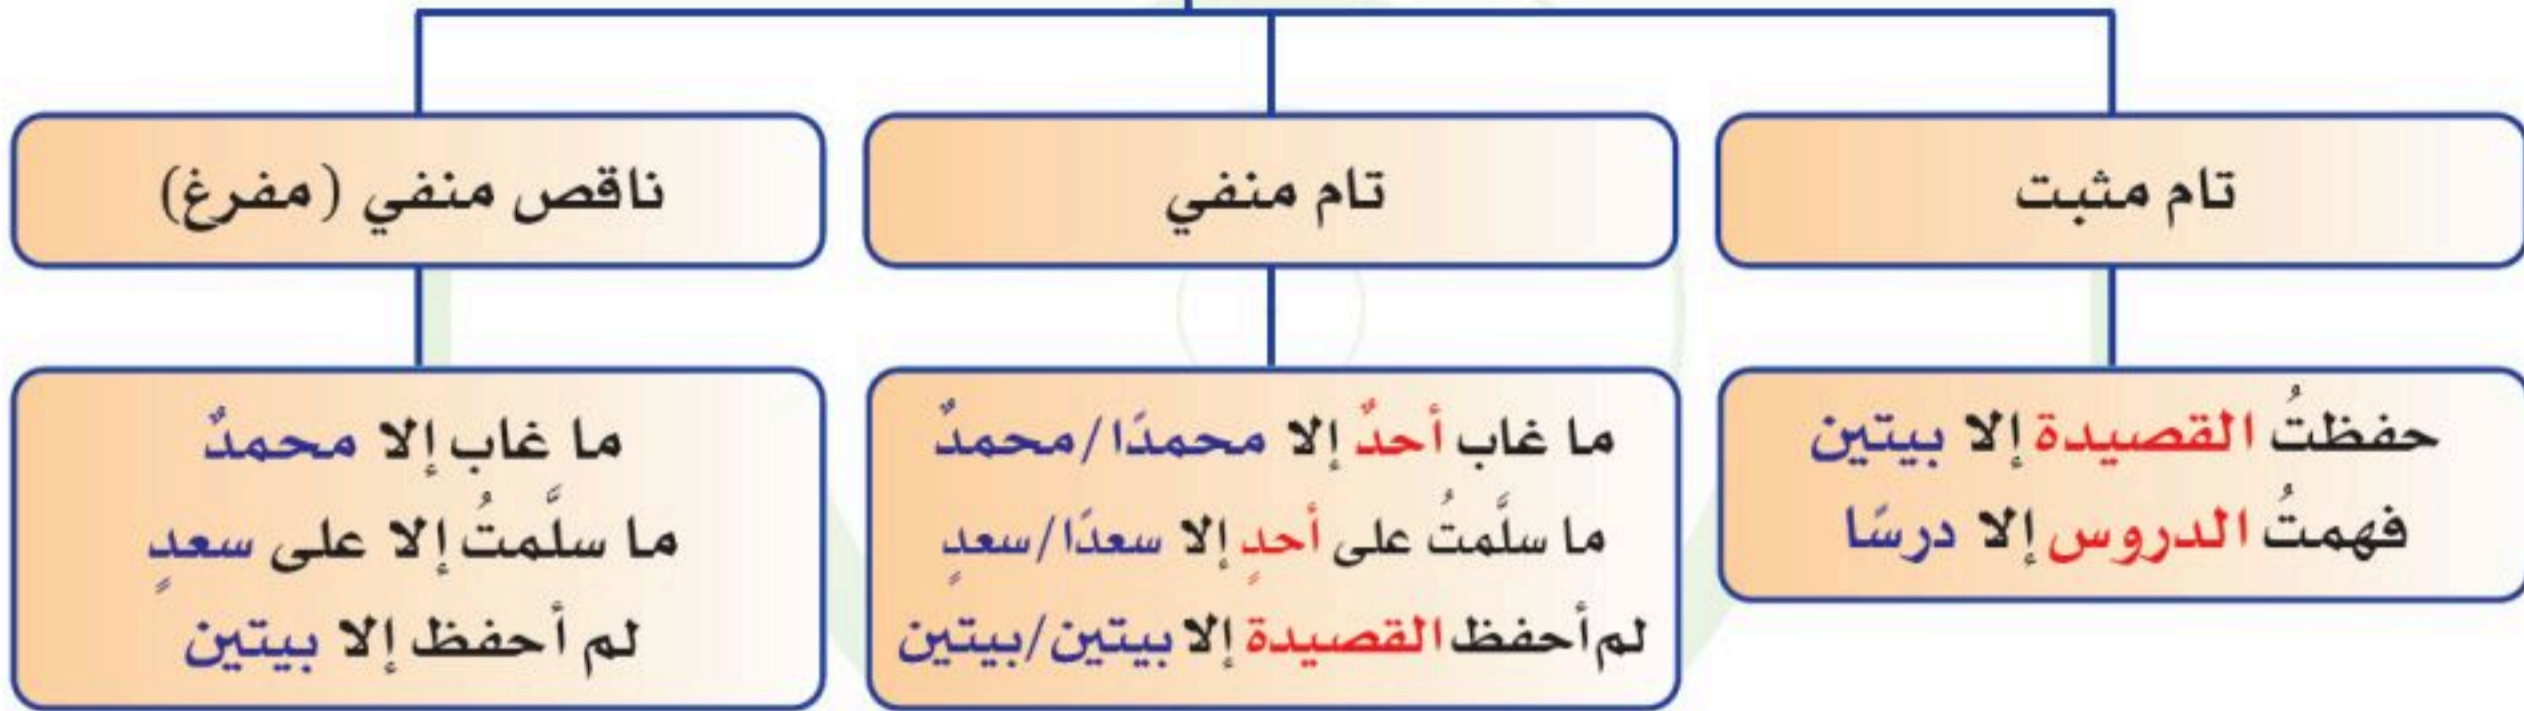 تام مثبت
تام منفي
ناقص منفي (مفرغ)
حفظتُ القصيدة إلا بيتين
فهمتُ الدروس إلا درسًا
ما غاب أحدٌ إلا محمدًا/محمدٌ
ما سلَّمتُ على أحدٍ إلا سعدًا/سعدٍ
لم أحفظ القصيدة إلا بيتين/بيتين
ما غاب إلا محمدٌ
ما سلَّمتُ إلا على سعدٍ
لم أحفظ إلا بيتين